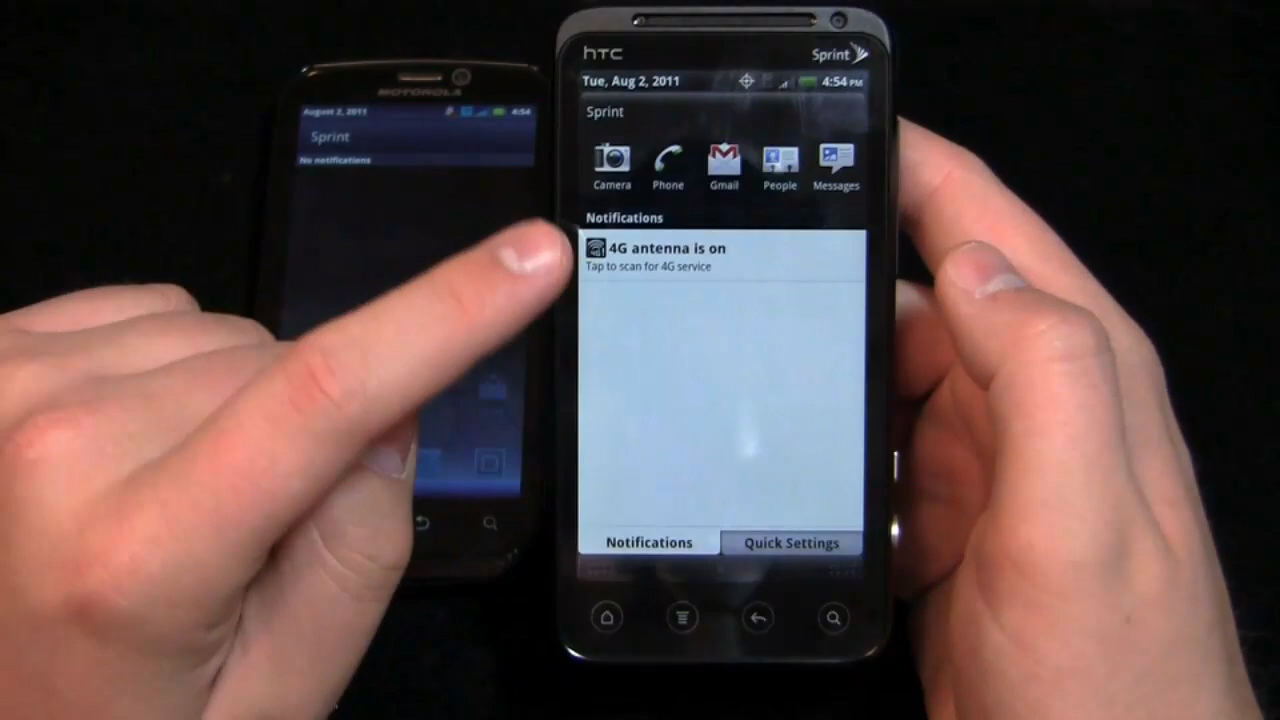 MOTOROLA
August 2, 2011 4:54
Sprint
No notifications
hTC Sprint
Tue, Aug 2, 2011 4:54 PM
Sprint
Camera Phone Gmail People Messages
Notifications
4G antenna is on
Tap to scan for 4G service
Notifications Quick Settings